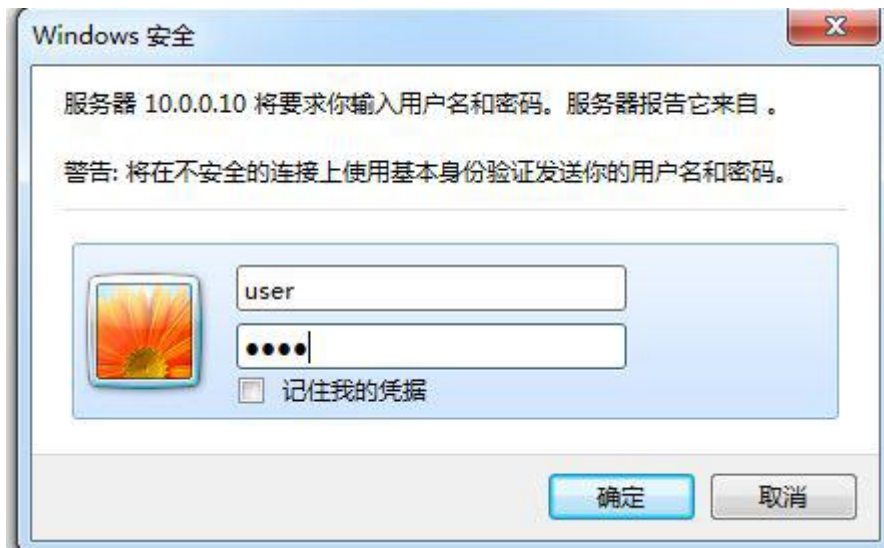 Windows 安全
服务器 10.0.0.10 将要求你输入用户名和密码。服务器报告它来自 。
警告: 将在不安全的连接上使用基本身份验证发送你的用户名和密码。
user
●●●●
记住我的凭据
确定
取消